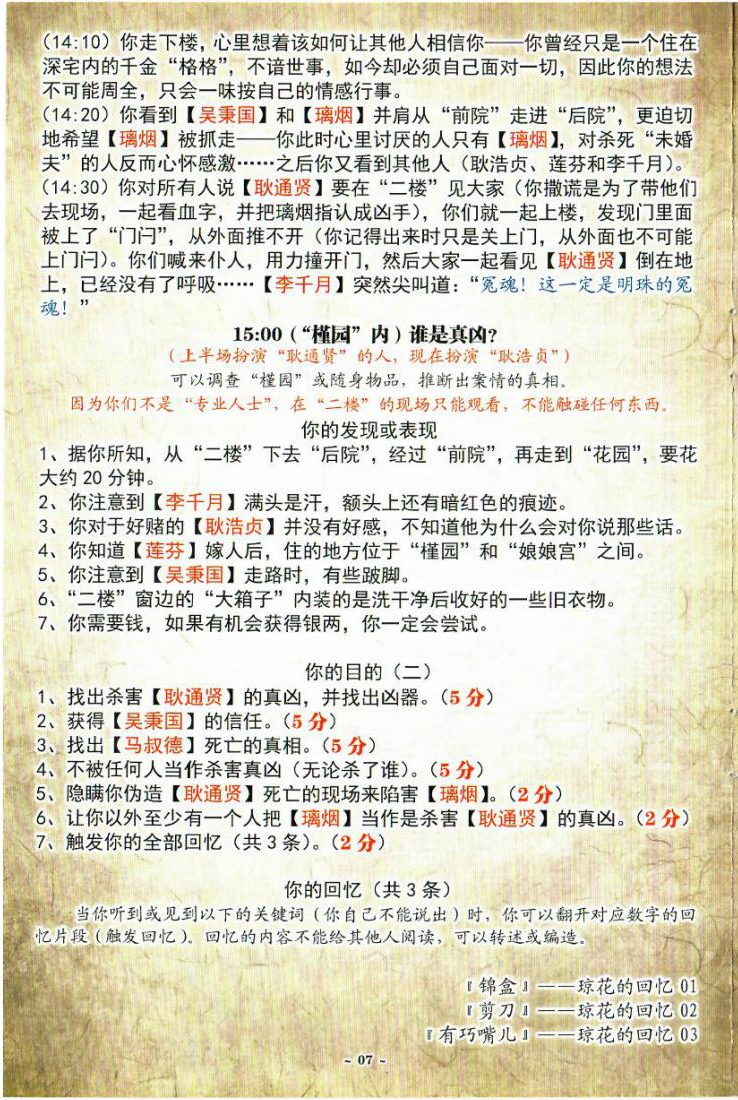 (14:10)你走下楼,心里想着该如何让其他人相信你——你曾经只是一个住在
深宅内的千金“格格”,不谙世事,如今却必须自己面对一切,因此你的想法
不可能周全,只会一味按自己的情感行事。
(14:20)你看到【吴秉国】和【璃烟】并肩从“前院”走进“后院”,更迫切
地希望【璃烟】被抓走——你此时心里讨厌的人只有【璃烟】,对杀死“未婚
夫”的人反而心怀感激……之后你又看到其他人(耿浩贞、莲芬和李千月)。
(14:30)你对所有人说【耿通贤】要在“二楼”见大家(你撒谎是为了带他们
去现场,一起看血字,并把璃烟指认成凶手),你们就一起上楼,发现门里面
被上了“门闩”,从外面推不开(你记得出来时只是关上门,从外面也不可能
上门闩)。你们喊来仆人,用力撞开门,然后大家一起看见【耿通贤】倒在地
上,已经没有了呼吸……【李千月】突然尖叫道:“冤魂!这一定是明珠的冤
魂!”
15:00(“槿园”内)谁是真凶?
(上半场扮演“耿通贤”的人,现在扮演“耿浩贞”)
可以调查“槿园”或随身物品,推断出案情的真相。
因为你们不是“专业人士”,在“二楼”的现场只能观看,不能触碰任何东西。
你的发现或表现
1、据你所知,从“二楼”下去“后院”,经过“前院”,再走到“花园”,要花
大约20分钟。
2、你注意到【李千月】满头是汗,额头上还有暗红色的痕迹。
3、你对于好赌的【耿浩贞】并没有好感,不知道他为什么会对你说那些话。
4、你知道【莲芬】嫁人后,住的地方位于“槿园”和“娘娘宫”之间。
5、你注意到【吴秉国】走路时,有些跛脚。
6、“二楼”窗边的“大箱子”内装的是洗干净后收好的一些旧衣物。
7、你需要钱,如果有机会获得银两,你一定会尝试。
你的目的(二)
1、找出杀害【耿通贤】的真凶,并找出凶器。(5分)
2、获得【吴秉国】的信任。(5分)
3、找出【马叔德】死亡的真相。(5分)
4、不被任何人当作杀害真凶(无论杀了谁)。(5分)
5、隐瞒你伪造【耿通贤】死亡的现场来陷害【璃烟】。(2分)
6、让你以外至少有一个人把【璃烟】当作是杀害【耿通贤】的真凶。(2分)
7、触发你的全部回忆(共3条)。(2分)
你的回忆(共3条)
当你听到或见到以下的关键词(你自己不能说出)时,你可以翻开对应数字的回
忆片段(触发回忆)。回忆的内容不能给其他人阅读,可以转述或编造。
『锦盒』——琼花的回忆01
『剪刀』——琼花的回忆02
『有巧嘴儿』——琼花的回忆03
~ 07 ~